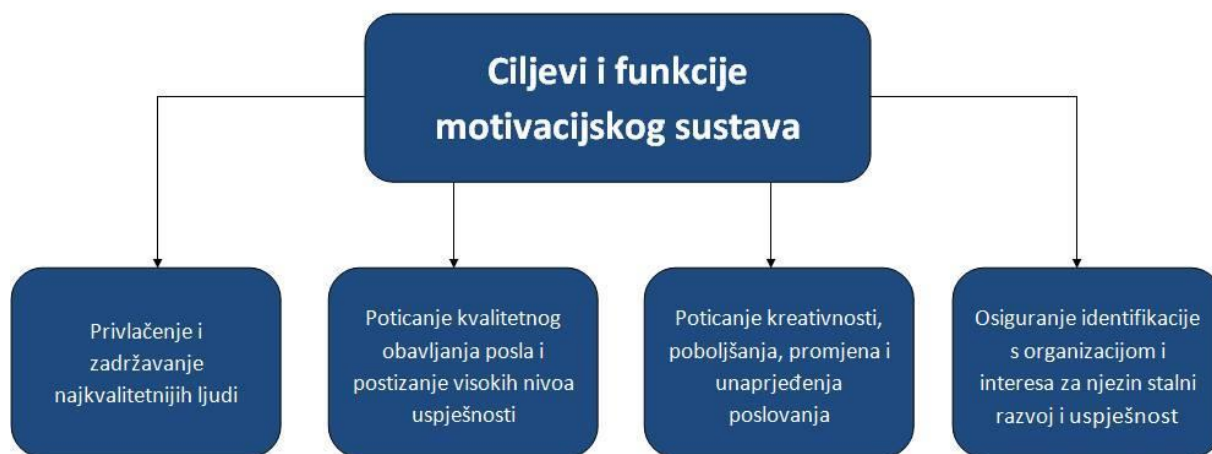 Ciljevi i funkcije
motivacijskog sustava
Privlačenje i
zadržavanje
najkvalitetnijih ljudi
Poticanje kvalitetnog
obavljanja posla i
postizanje visokih nivoa
uspješnosti
Poticanje kreativnosti,
poboljšanja, promjena i
unaprjeđenja
poslovanja
Osiguranje identifikacije
s organizacijom i
interesa za njezin stalni
razvoj i uspješnost